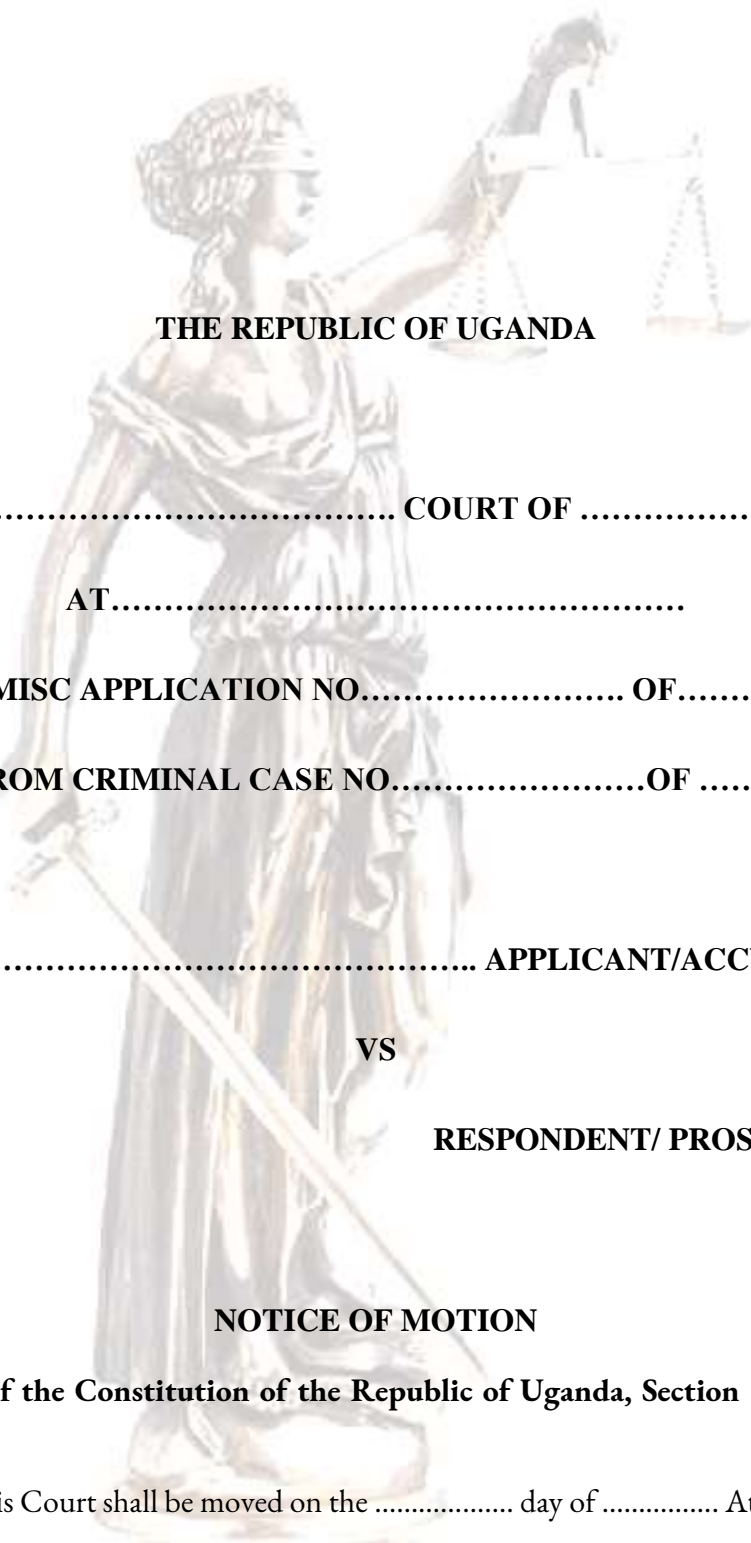 THE REPUBLIC OF UGANDA
…………………………………. COURT OF ………………
AT………………………………………………
MISC APPLICATION NO……………………. OF…….
ROM CRIMINAL CASE NO……………………OF …..
……………………………………….. APPLICANT/ACC
VS
RESPONDENT/ PROS
NOTICE OF MOTION
f the Constitution of the Republic of Uganda, Section
is Court shall be moved on the .................. day of ............... At